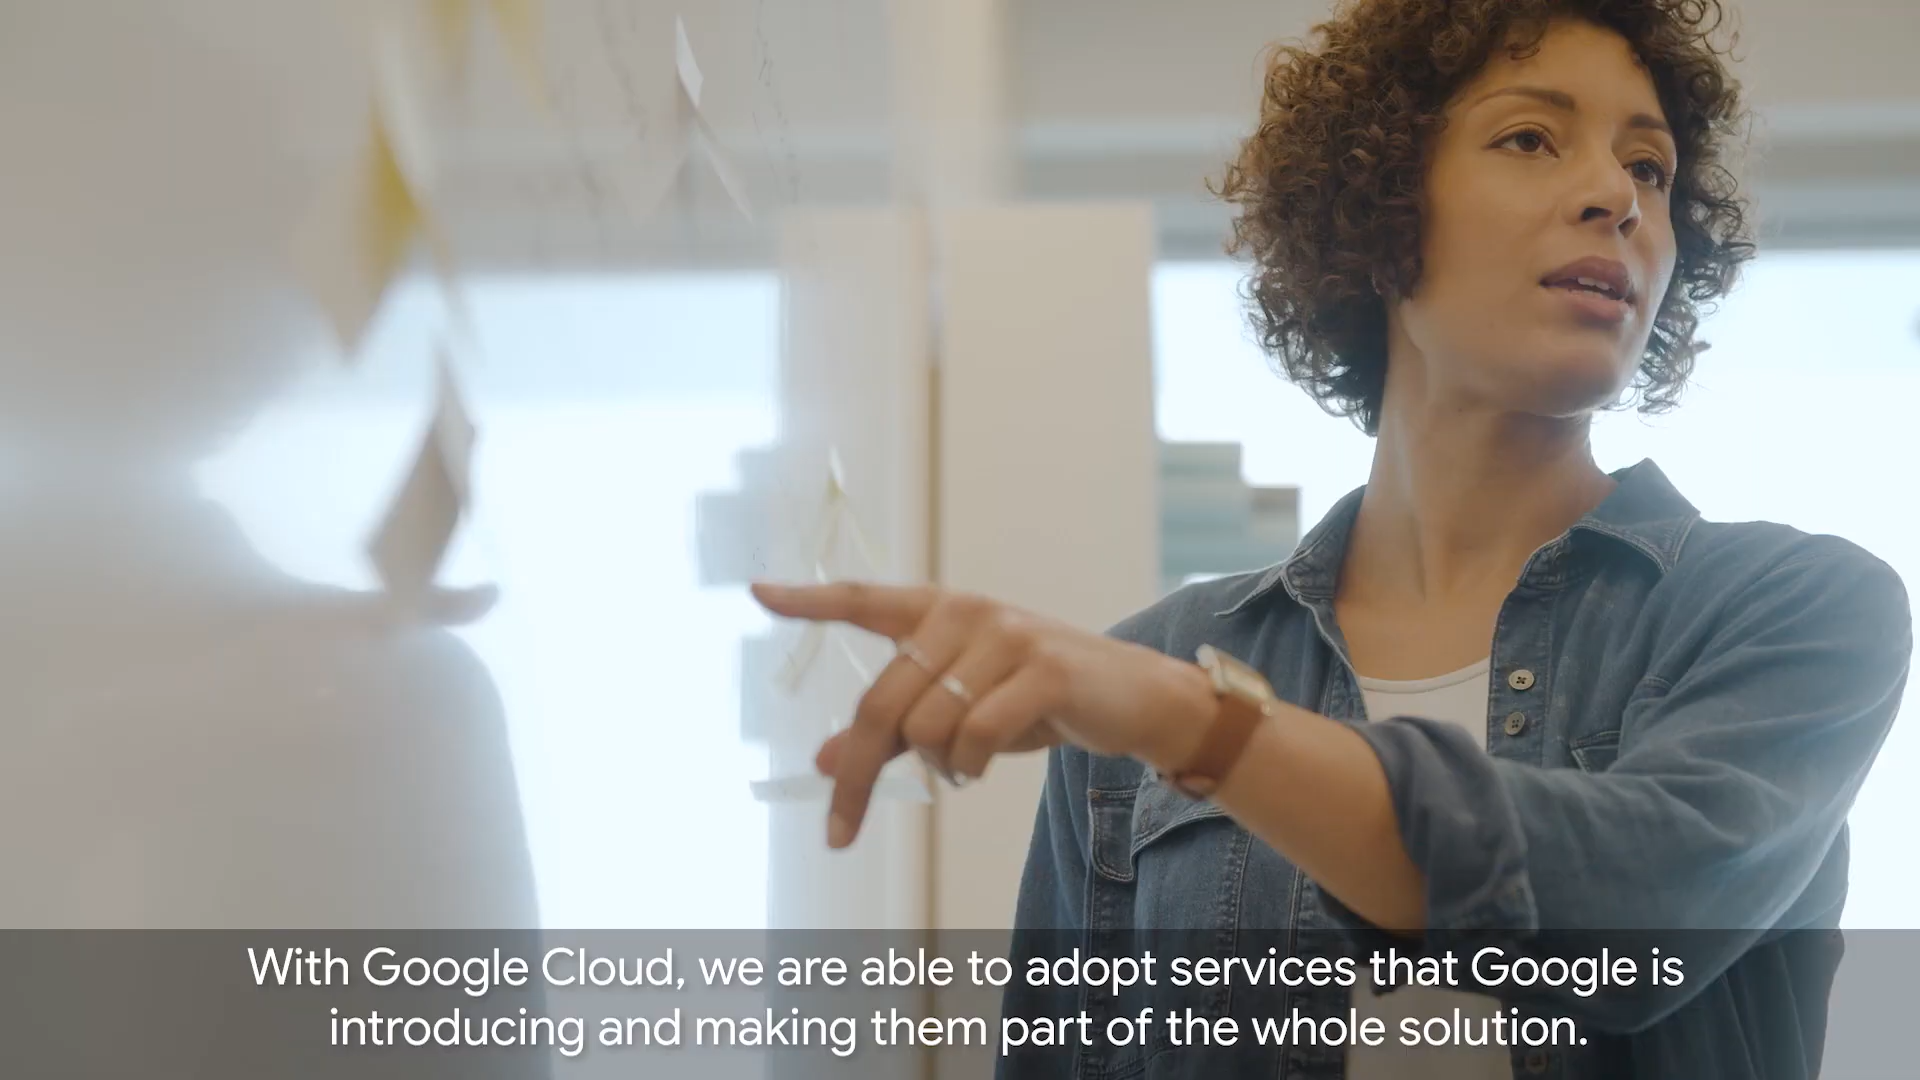 With Google Cloud, we are able to adopt services that Google is
introducing and making them part of the whole solution.